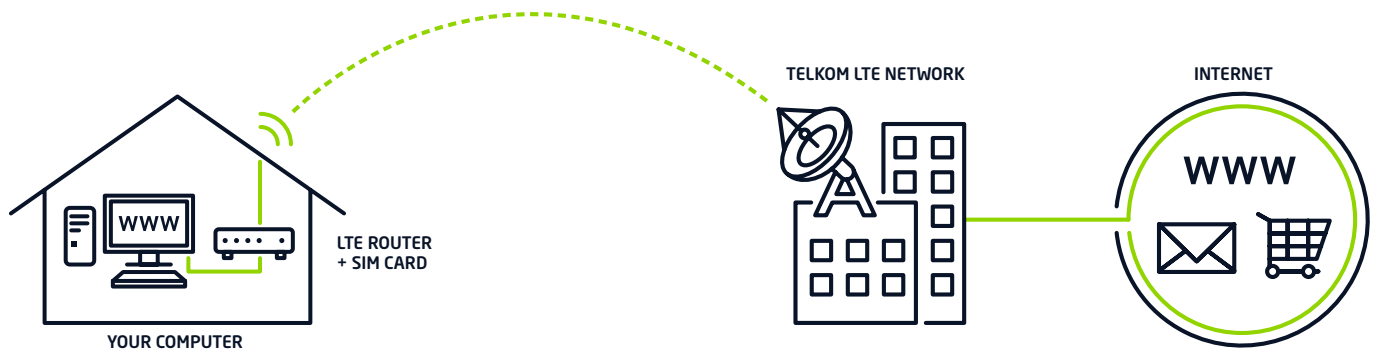 TELKOM LTE NETWORK
INTERNET
WWW
WWW
LTE ROUTER
+ SIM CARD
YOUR COMPUTER